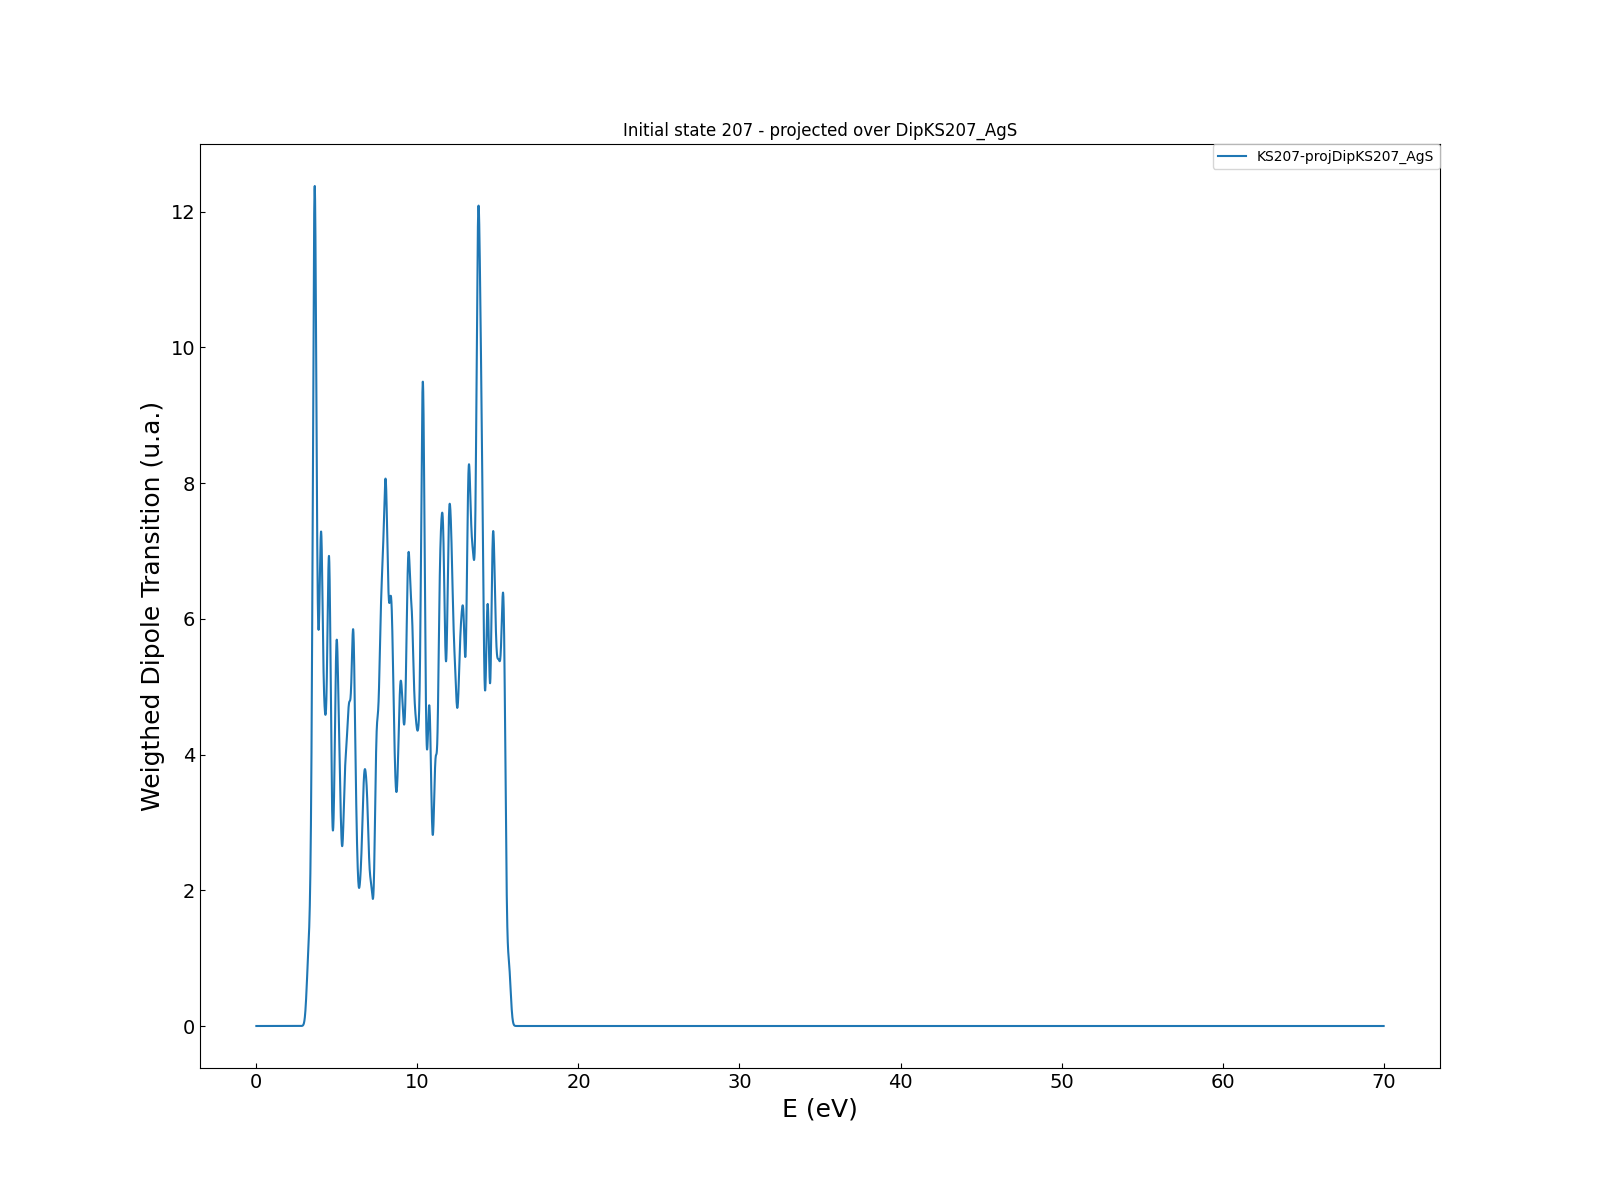 Initial state 207 - projected over DipKS207_AgS
KS207-projDipKS207_AgS
Weigthed Dipole Transition (u.a.)
12
10
8
6
4
2
0
0 10 20 30 40 50 60 70
E (eV)